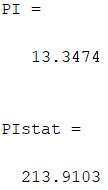 PI =
13.3474
PIstat =
213.9103